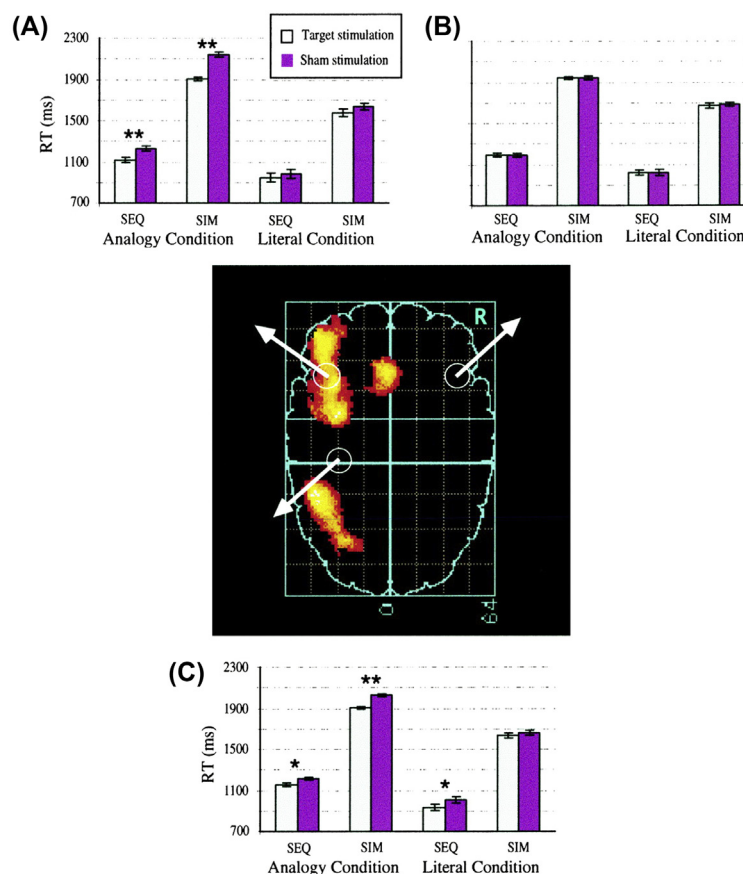 (A)
2300
1900
1500
1100
700
RT (ms)
**
**
Target stimulation
Sham stimulation
SEQ
SIM
SEQ
SIM
Analogy Condition
Literal Condition
(B)
SEQ
SIM
SEQ
SIM
Analogy Condition
Literal Condition
R
0
64
(C)
2300
1900
1500
1100
700
RT (ms)
*
**
*
SEQ
SIM
SEQ
SIM
Analogy Condition
Literal Condition